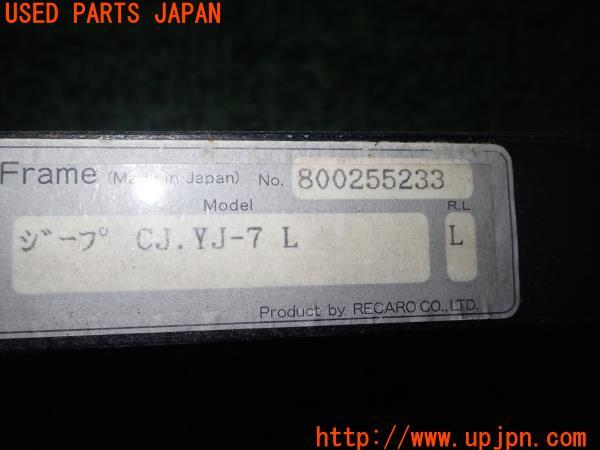 USED PARTS JAPAN
Frame (Made in Japan) No. 800255233
Model R.L
ジープ CJ.YJ-7 L L
Product by RECARO CO.,LTD.
http://www.upjpn.com